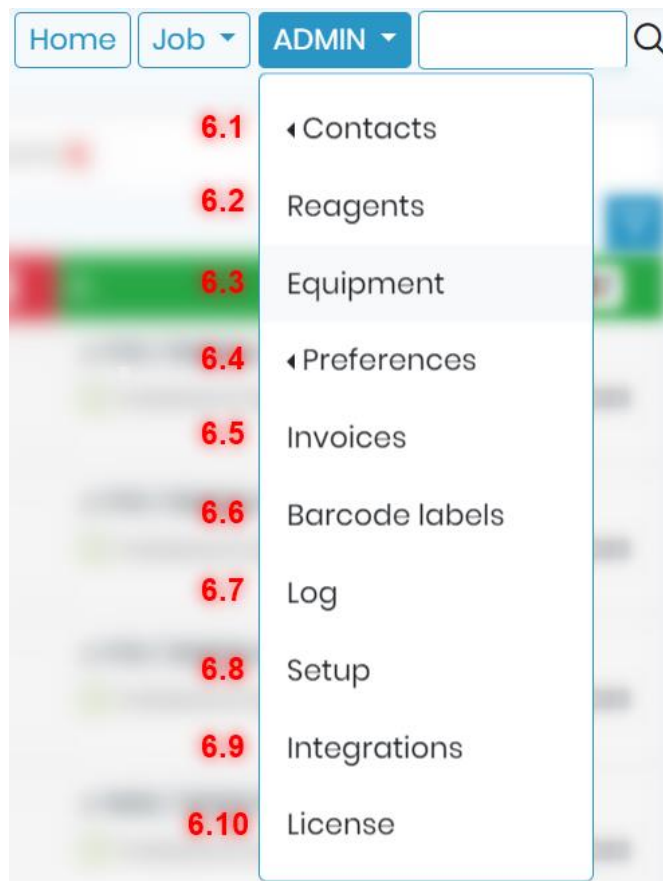 Home Job ADMIN
6.1 Contacts
6.2 Reagents
6.3 Equipment
6.4 Preferences
6.5 Invoices
6.6 Barcode labels
6.7 Log
6.8 Setup
6.9 Integrations
6.10 License